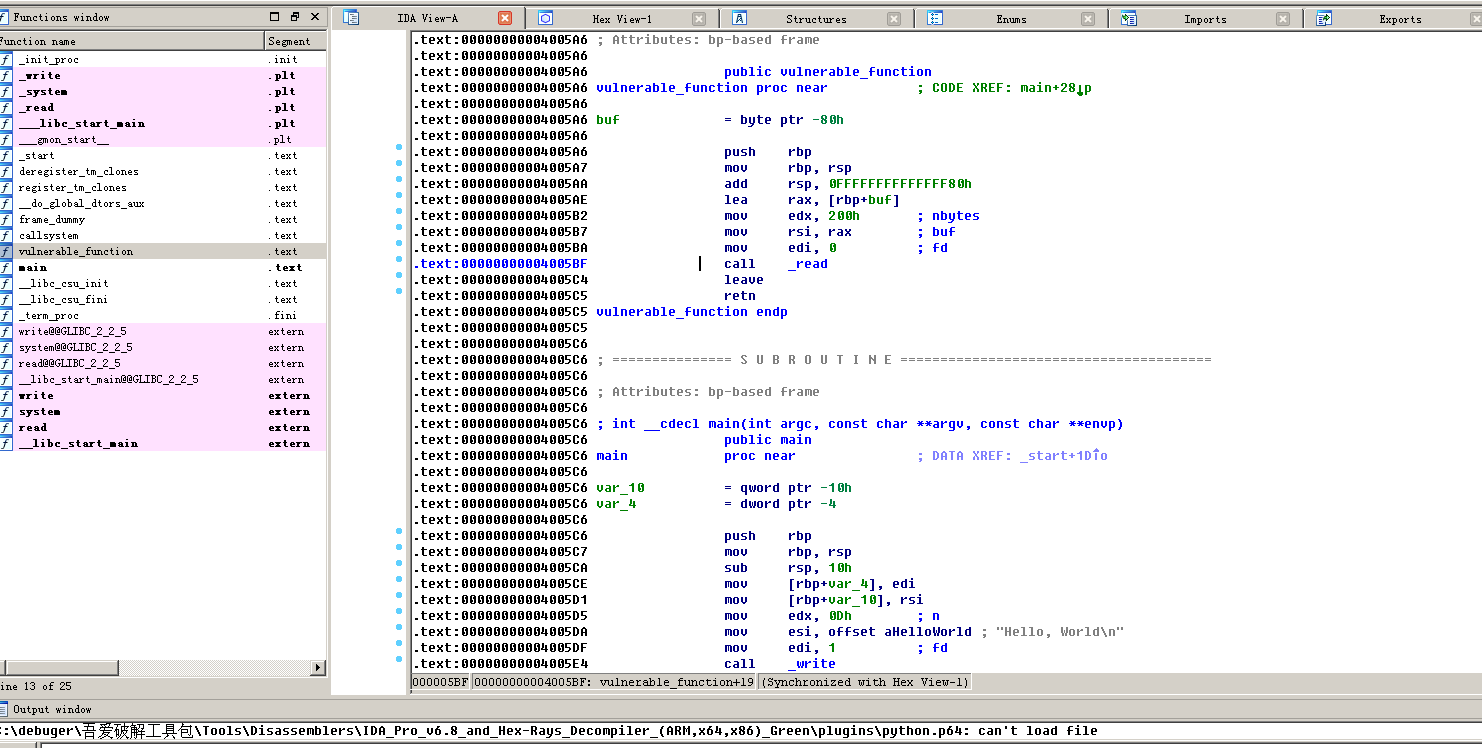 Functions window
IDA View-A
Hex View-1
Structures
Enums
Imports
Exports
Function name Segment
_init_proc .init
_write .plt
_system .plt
_read .plt
___libc_start_main .plt
___gmon_start__ .plt
_start .text
deregister_tm_clones .text
register_tm_clones .text
__do_global_dtors_aux .text
frame_dummy .text
callsystem .text
vulnerable_function .text
main .text
__libc_csu_init .text
__libc_csu_fini .text
_term_proc .fini
write@@GLIBC_2_2_5 extern
system@@GLIBC_2_2_5 extern
read@@GLIBC_2_2_5 extern
__libc_start_main@@GLIBC_2_2_5 extern
write extern
system extern
read extern
__libc_start_main extern
ine 13 of 25
.text:00000000004005A6 ; Attributes: bp-based frame
.text:00000000004005A6
.text:00000000004005A6 public vulnerable_function
.text:00000000004005A6 vulnerable_function proc near ; CODE XREF: main+28↓p
.text:00000000004005A6
.text:00000000004005A6 buf = byte ptr -80h
.text:00000000004005A6
.text:00000000004005A6 push rbp
.text:00000000004005A7 mov rbp, rsp
.text:00000000004005AA add rsp, 0FFFFFFFFFFFFFF80h
.text:00000000004005AE lea rax, [rbp+buf]
.text:00000000004005B2 mov edx, 200h ; nbytes
.text:00000000004005B7 mov rsi, rax ; buf
.text:00000000004005BA mov edi, 0 ; fd
.text:00000000004005BF call _read
.text:00000000004005C4 leave
.text:00000000004005C5 retn
.text:00000000004005C5 vulnerable_function endp
.text:00000000004005C5
.text:00000000004005C6
.text:00000000004005C6 ; =============== S U B R O U T I N E =======================================
.text:00000000004005C6
.text:00000000004005C6 ; Attributes: bp-based frame
.text:00000000004005C6
.text:00000000004005C6 ; int __cdecl main(int argc, const char **argv, const char **envp)
.text:00000000004005C6 public main
.text:00000000004005C6 main proc near ; DATA XREF: _start+1D↑o
.text:00000000004005C6
.text:00000000004005C6 var_10 = qword ptr -10h
.text:00000000004005C6 var_4 = dword ptr -4
.text:00000000004005C6
.text:00000000004005C6 push rbp
.text:00000000004005C7 mov rbp, rsp
.text:00000000004005CA sub rsp, 10h
.text:00000000004005CE mov [rbp+var_4], edi
.text:00000000004005D1 mov [rbp+var_10], rsi
.text:00000000004005D5 mov edx, 0Dh ; n
.text:00000000004005DA mov esi, offset aHelloWorld ; "Hello, World\n"
.text:00000000004005DF mov edi, 1 ; fd
.text:00000000004005E4 call _write
000005BF 00000000004005BF: vulnerable_function+19 (Synchronized with Hex View-1)
Output window
:\debuger\吾爱破解工具包\Tools\Disassemblers\IDA_Pro_v6.8_and_Hex-Rays_Decompiler_(ARM,x64,x86)_Green\plugins\python.p64: can't load file